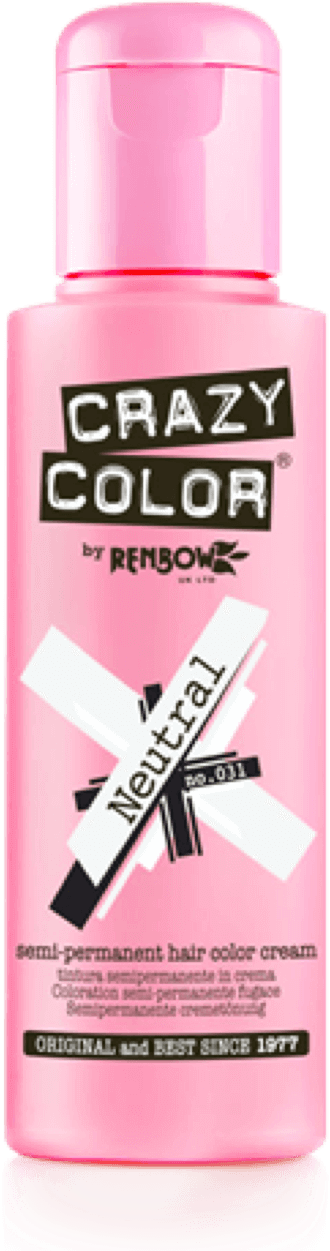 CRAZY
COLOR®
by RENBOW
UK LTD
Neutral
no.031
semi-permanent hair color cream
tintura semipermanente in crema
Coloration semi-permanente fugace
Semipermanente cremetönung
ORIGINAL and BEST SINCE 1977